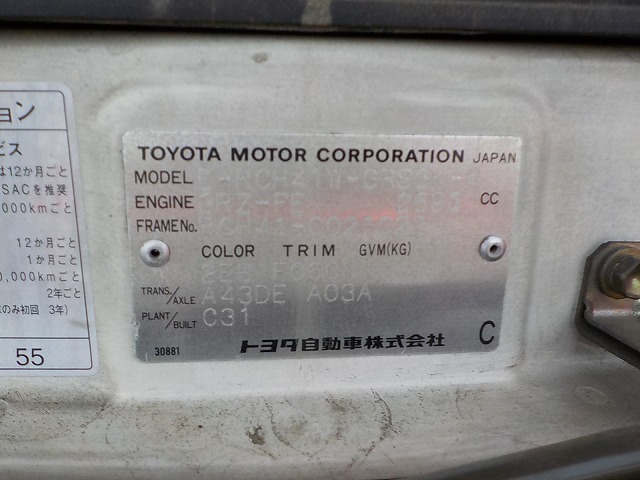 ョン
ビス
は12か月ごと
SACを推奨
000kmごと
12か月ごと
1か月ごと
0,000kmごと
2年ごと
のみ初回 3年)
55
TOYOTA MOTOR CORPORATION JAPAN
MODEL
ENGINE CC
FRAME No.
COLOR TRIM GVM(KG)
TRANS./AXLE A43DE A03A
PLANT/BUILT C31
30881 トヨタ自動車株式会社 C